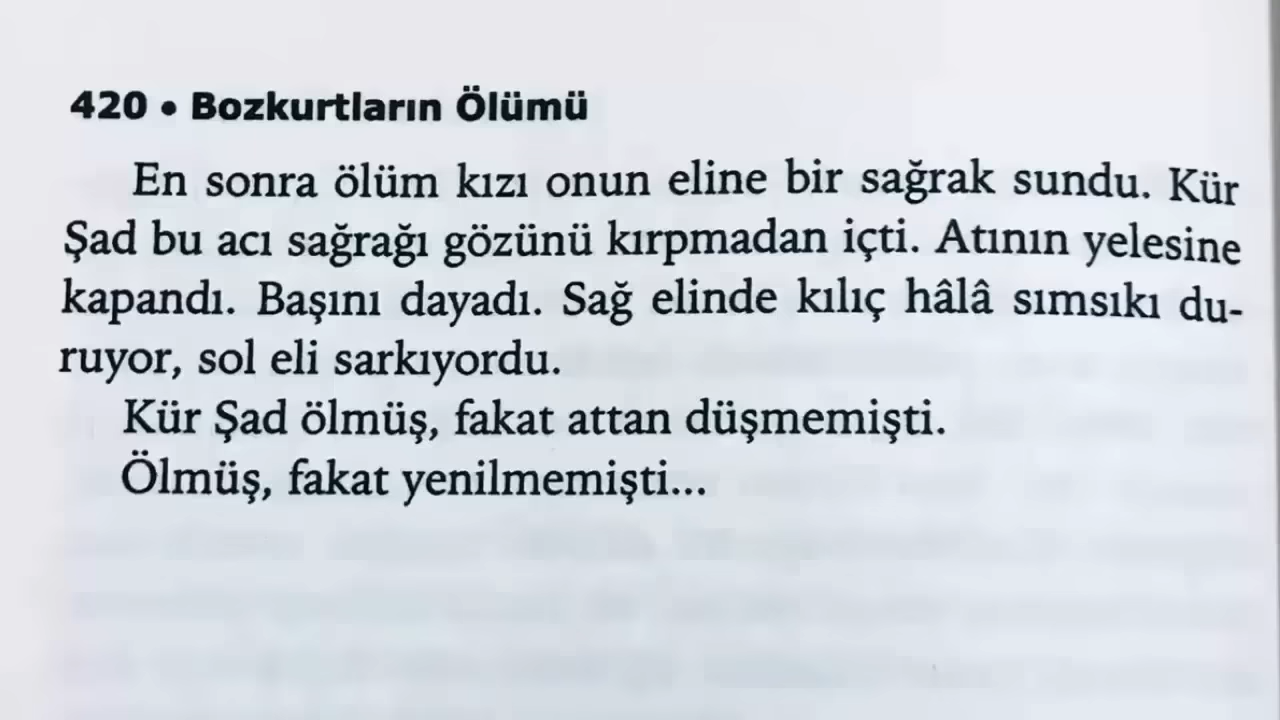 420 • Bozkurtların Ölümü
En sonra ölüm kızı onun eline bir sağrak sundu. Kür
Şad bu acı sağrağı gözünü kırpmadan içti. Atının yelesine
kapandı. Başını dayadı. Sağ elinde kılıç hâlâ sımsıkı du-
ruyor, sol eli sarkıyordu.
Kür Şad ölmüş, fakat attan düşmemişti.
Ölmüş, fakat yenilmemişti...